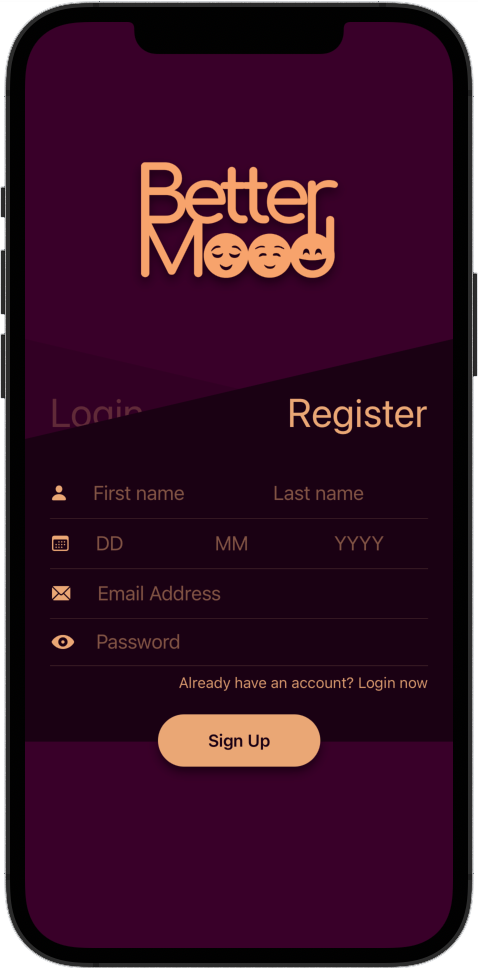 Better
Mood
Login Register
First name Last name
DD MM YYYY
Email Address
Password
Already have an account? Login now
Sign Up